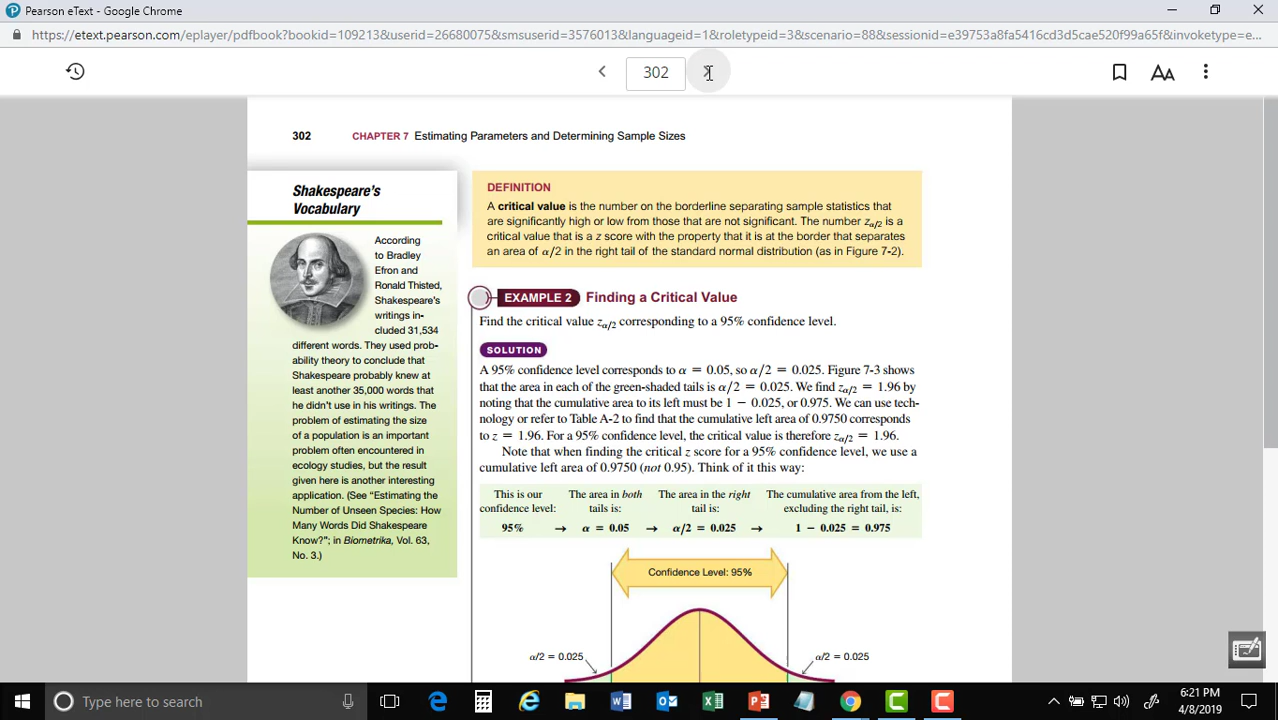 Pearson eText - Google Chrome
https://etext.pearson.com/eplayer/pdfbook?bookid=109213&userid=26680075&smsuserid=3576013&languageid=1&roletypeid=3&scenario=88&sessionid=e39753a8fa5416cd3d5cae520f99a65f&invoketype=e...
302
AA
302 CHAPTER 7 Estimating Parameters and Determining Sample Sizes
Shakespeare's
Vocabulary
According
to Bradley
Efron and
Ronald Thisted,
Shakespeare's
writings in-
cluded 31,534
different words. They used prob-
ability theory to conclude that
Shakespeare probably knew at
least another 35,000 words that
he didn't use in his writings. The
problem of estimating the size
of a population is an important
problem often encountered in
ecology studies, but the result
given here is another interesting
application. (See “Estimating the
Number of Unseen Species: How
Many Words Did Shakespeare
Know?”; in Biometrika, Vol. 63,
No. 3.)
DEFINITION
A critical value is the number on the borderline separating sample statistics that
are significantly high or low from those that are not significant. The number zα/2 is a
critical value that is a z score with the property that it is at the border that separates
an area of α/2 in the right tail of the standard normal distribution (as in Figure 7-2).
EXAMPLE 2 Finding a Critical Value
Find the critical value zα/2 corresponding to a 95% confidence level.
SOLUTION
A 95% confidence level corresponds to α = 0.05, so α/2 = 0.025. Figure 7-3 shows
that the area in each of the green-shaded tails is α/2 = 0.025. We find zα/2 = 1.96 by
noting that the cumulative area to its left must be 1 − 0.025, or 0.975. We can use tech-
nology or refer to Table A-2 to find that the cumulative left area of 0.9750 corresponds
to z = 1.96. For a 95% confidence level, the critical value is therefore zα/2 = 1.96.
Note that when finding the critical z score for a 95% confidence level, we use a
cumulative left area of 0.9750 (not 0.95). Think of it this way:
This is our The area in both The area in the right The cumulative area from the left,
confidence level: tails is: tail is: excluding the right tail, is:
95% → α = 0.05 → α/2 = 0.025 → 1 − 0.025 = 0.975
Confidence Level: 95%
α/2 = 0.025 α/2 = 0.025
Type here to search
6:21 PM
4/8/2019